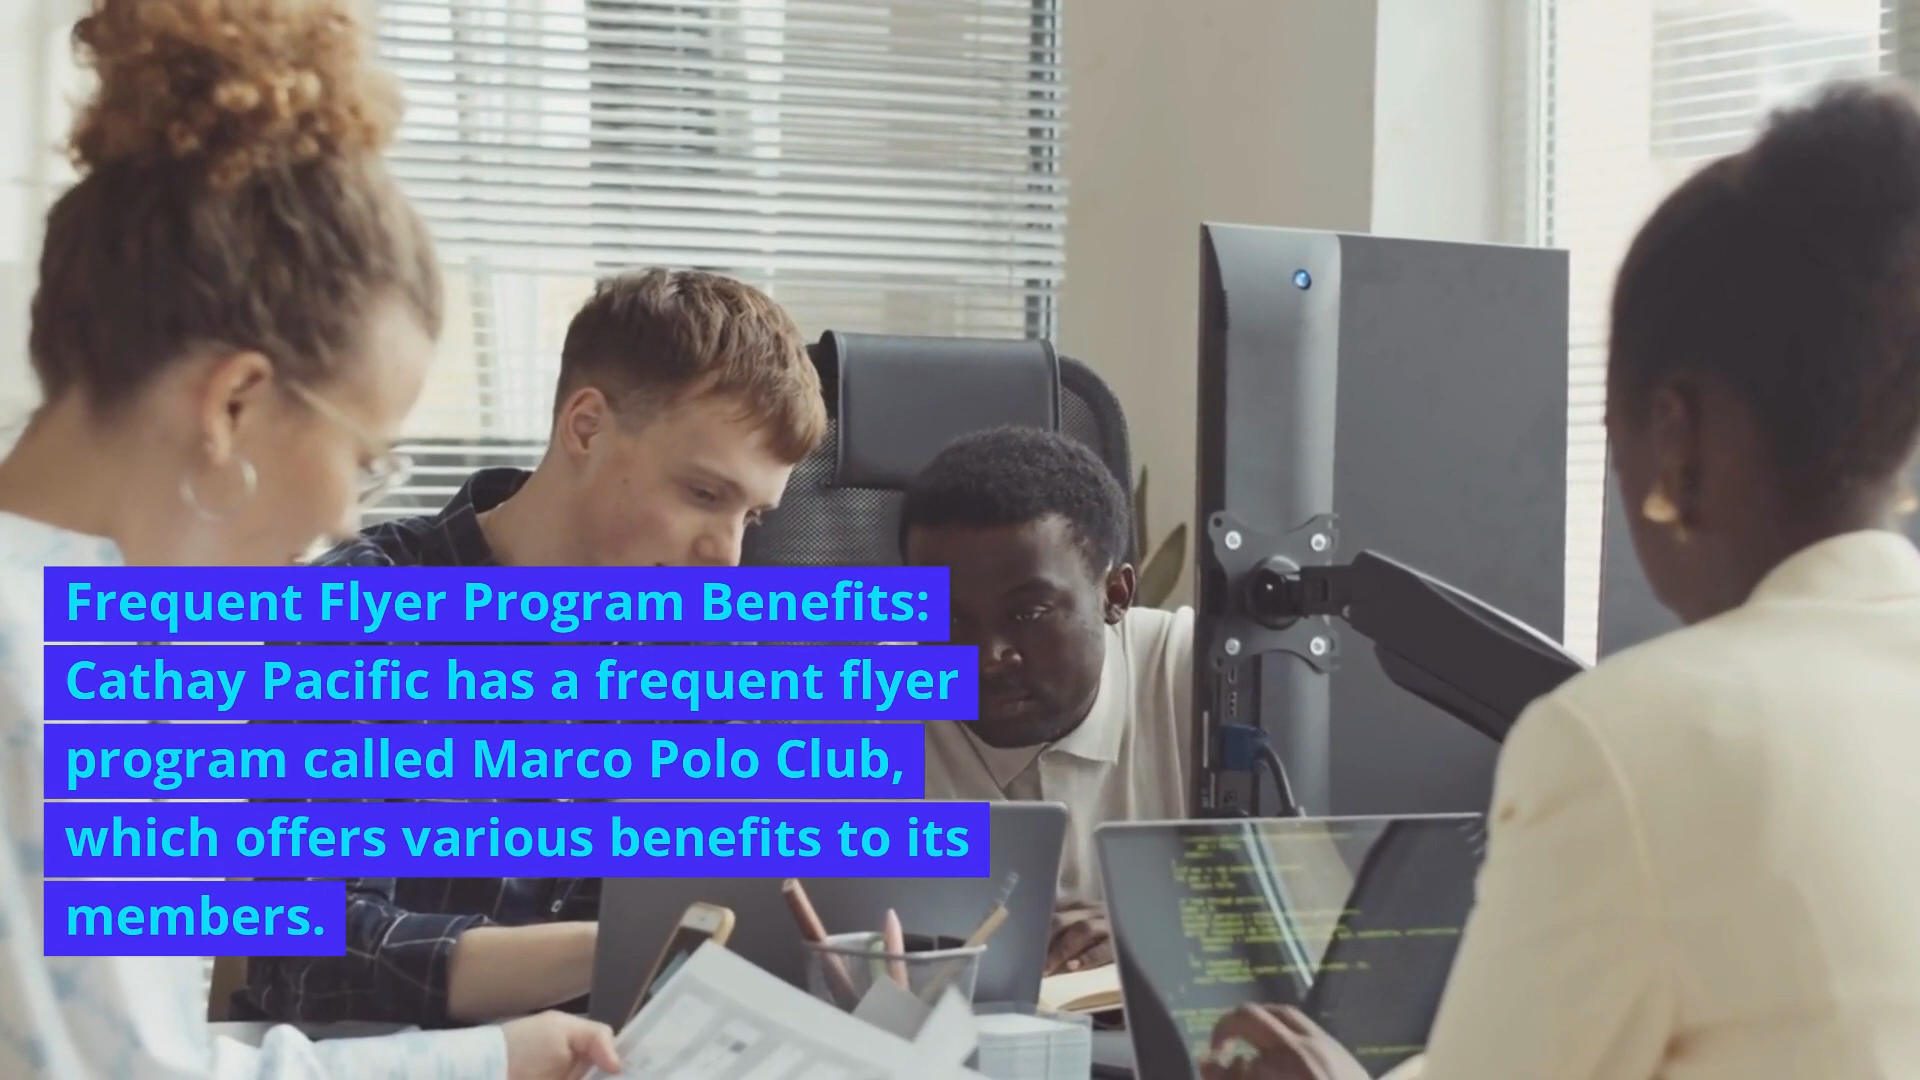 Frequent Flyer Program Benefits:
Cathay Pacific has a frequent flyer
program called Marco Polo Club,
which offers various benefits to its
members.